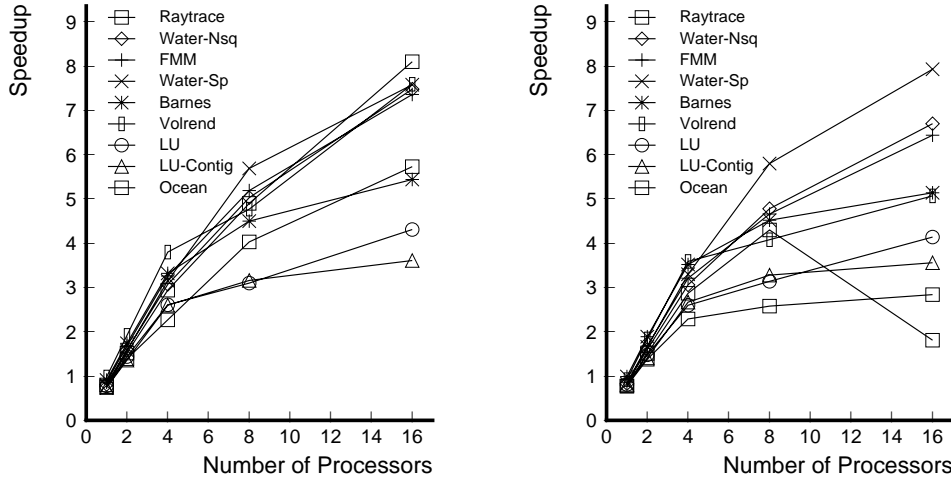 Speedup
9
8
7
6
5
4
3
2
1
0
Raytrace
Water-Nsq
FMM
Water-Sp
Barnes
Volrend
LU
LU-Contig
Ocean
0 2 4 6 8 10 12 14 16
Number of Processors
Speedup
9
8
7
6
5
4
3
2
1
0
Raytrace
Water-Nsq
FMM
Water-Sp
Barnes
Volrend
LU
LU-Contig
Ocean
0 2 4 6 8 10 12 14 16
Number of Processors